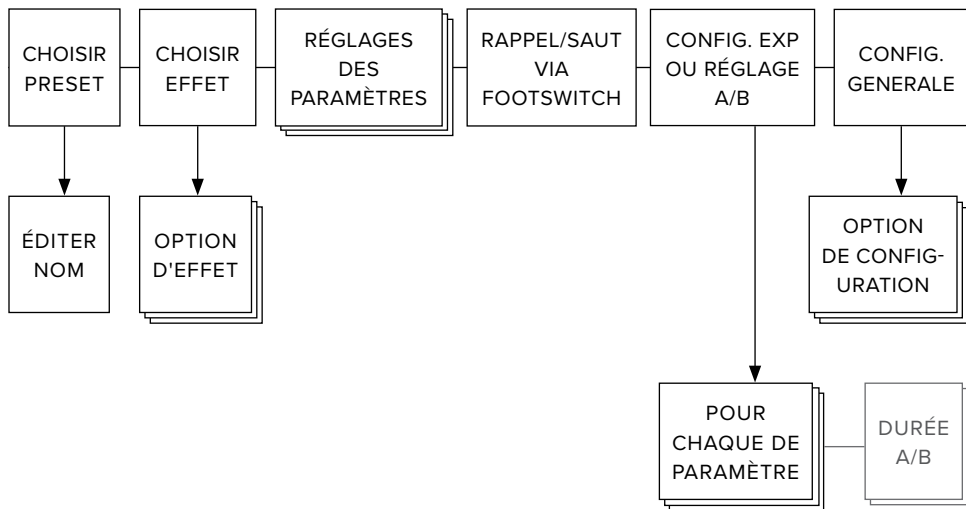 CHOISIR
PRESET
CHOISIR
EFFET
RÉGLAGES
DES
PARAMÈTRES
RAPPEL/SAUT
VIA
FOOTSWITCH
CONFIG. EXP
OU RÉGLAGE
A/B
CONFIG.
GENERALE
ÉDITER
NOM
OPTION
D'EFFET
OPTION
DE CONFIG-
URATION
POUR
CHAQUE DE
PARAMÈTRE
DURÉE
A/B